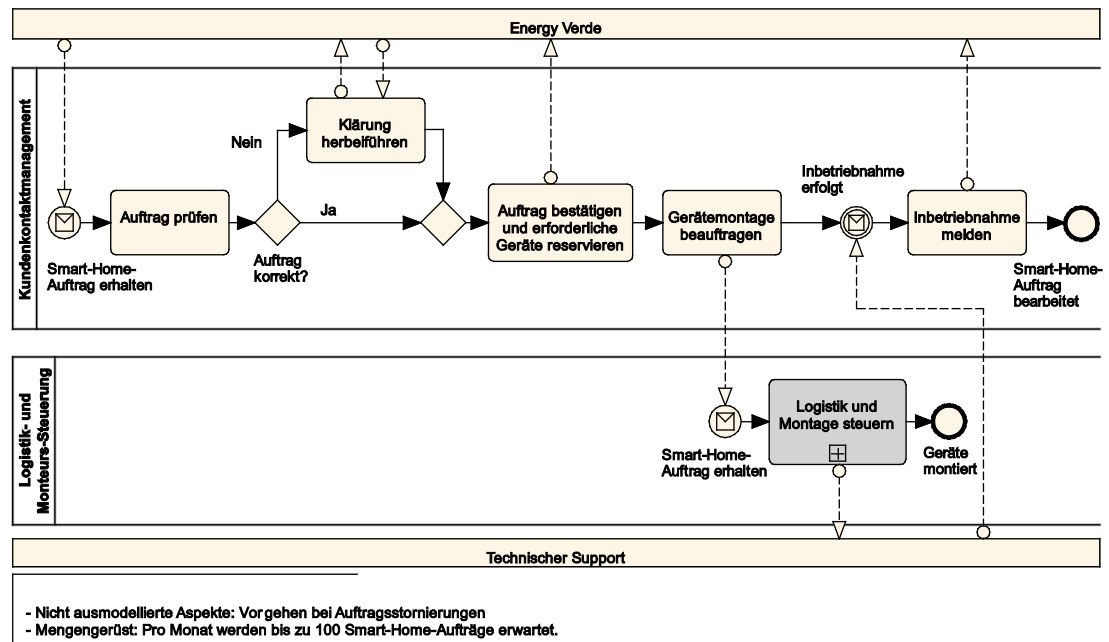 Energy Verde
Kundenkontaktmanagement
Nein
Klärung
herbeiführen
Inbetriebnahme
erfolgt
Auftrag prüfen
Ja
Auftrag bestätigen
und erforderliche
Geräte reservieren
Gerätemontage
beauftragen
Inbetriebnahme
melden
Smart-Home-
Auftrag erhalten
Auftrag
korrekt?
Smart-Home-
Auftrag
bearbeitet
Logistik- und
Monteurs-Steuerung
Logistik und
Montage steuern
Smart-Home-
Auftrag erhalten
Geräte
montiert
Technischer Support
- Nicht ausmodellierte Aspekte: Vorgehen bei Auftragsstornierungen
- Mengengerüst: Pro Monat werden bis zu 100 Smart-Home-Aufträge erwartet.